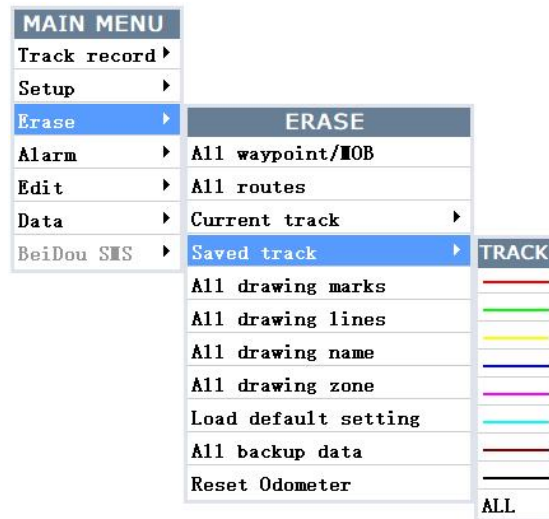 MAIN MENU
Track record
Setup
Erase
Alarm
Edit
Data
BeiDou SMS
ERASE
All waypoint/MOB
All routes
Current track
Saved track
All drawing marks
All drawing lines
All drawing name
All drawing zone
Load default setting
All backup data
Reset Odometer
TRACK
ALL